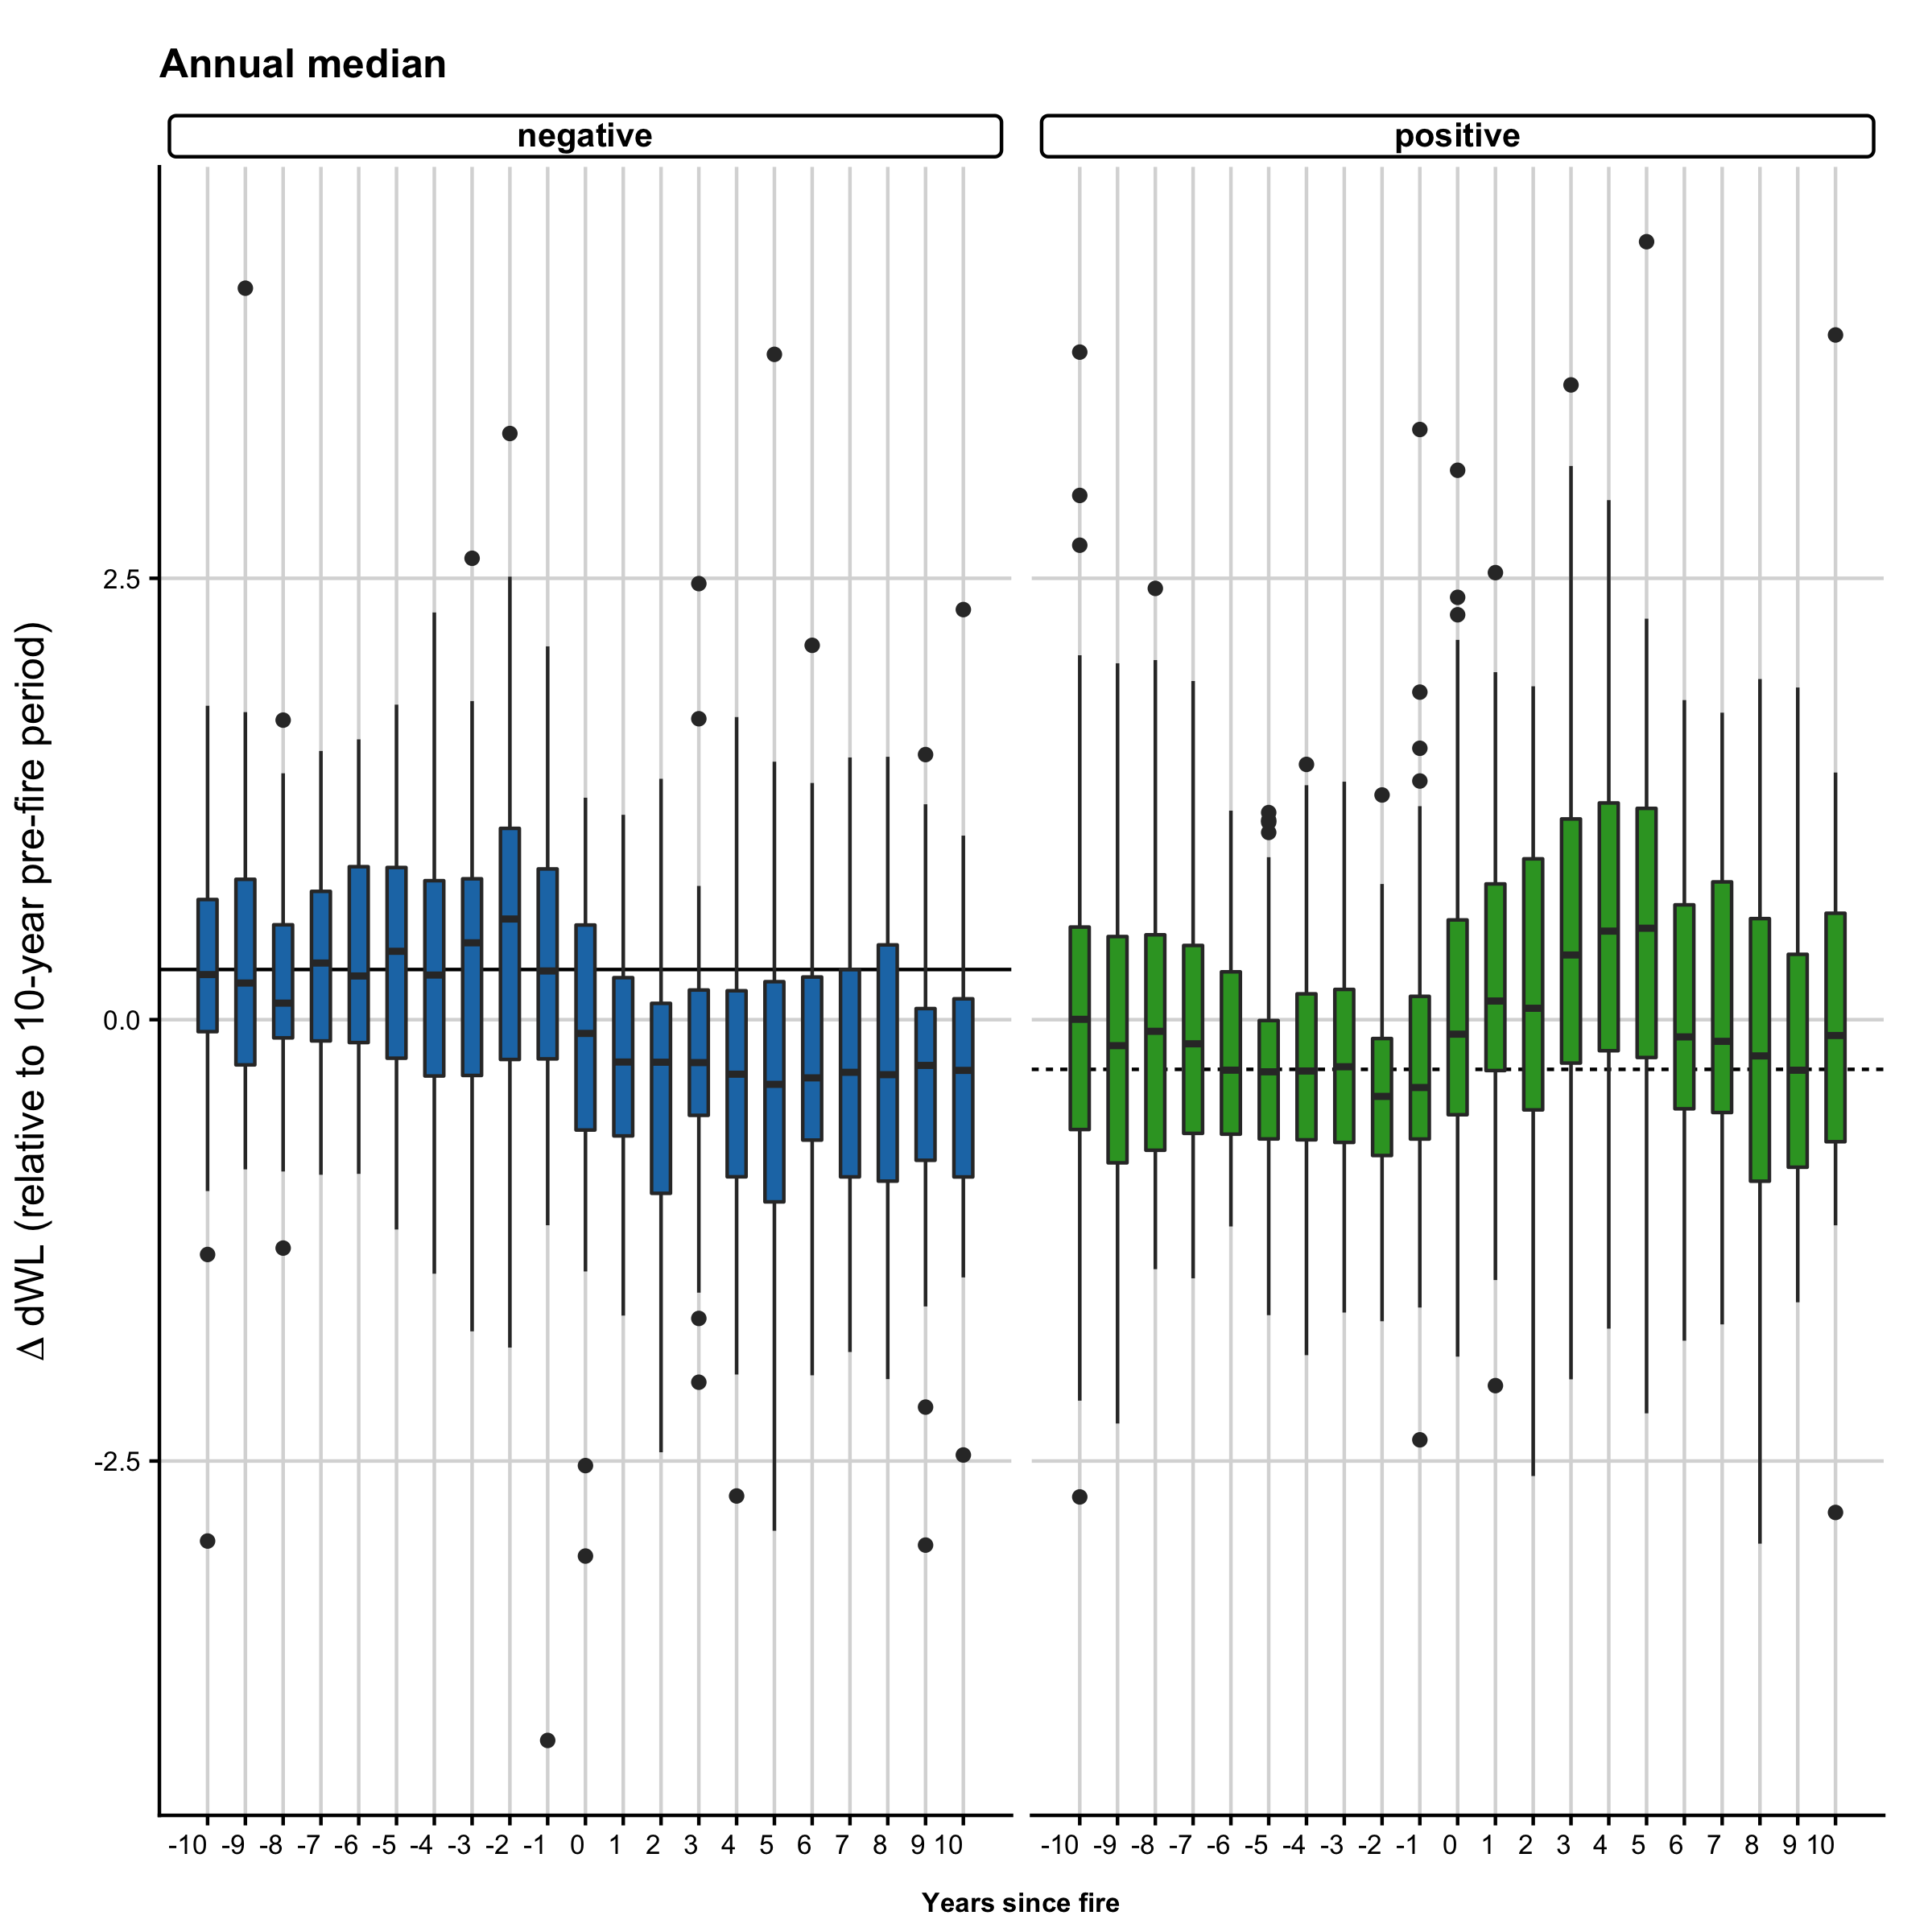 Annual median
negative
positive
Δ dWL (relative to 10-year pre-fire period)
2.5
0.0
-2.5
-10 -9 -8 -7 -6 -5 -4 -3 -2 -1 0 1 2 3 4 5 6 7 8 9 10
-10 -9 -8 -7 -6 -5 -4 -3 -2 -1 0 1 2 3 4 5 6 7 8 9 10
Years since fire